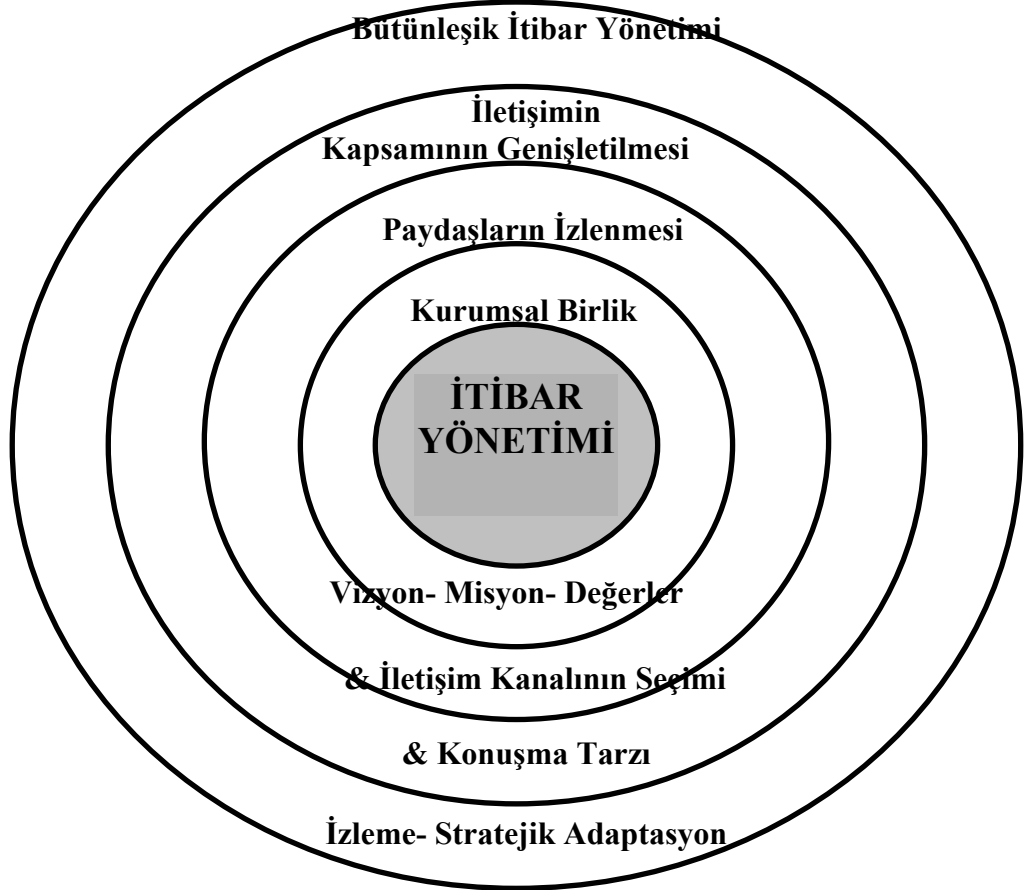 Bütünleşik İtibar Yönetimi
İletişimin
Kapsamının Genişletilmesi
Paydaşların İzlenmesi
Kurumsal Birlik
İTİBAR
YÖNETİMİ
Vizyon- Misyon- Değerler
& İletişim Kanalının Seçimi
& Konuşma Tarzı
İzleme- Stratejik Adaptasyon